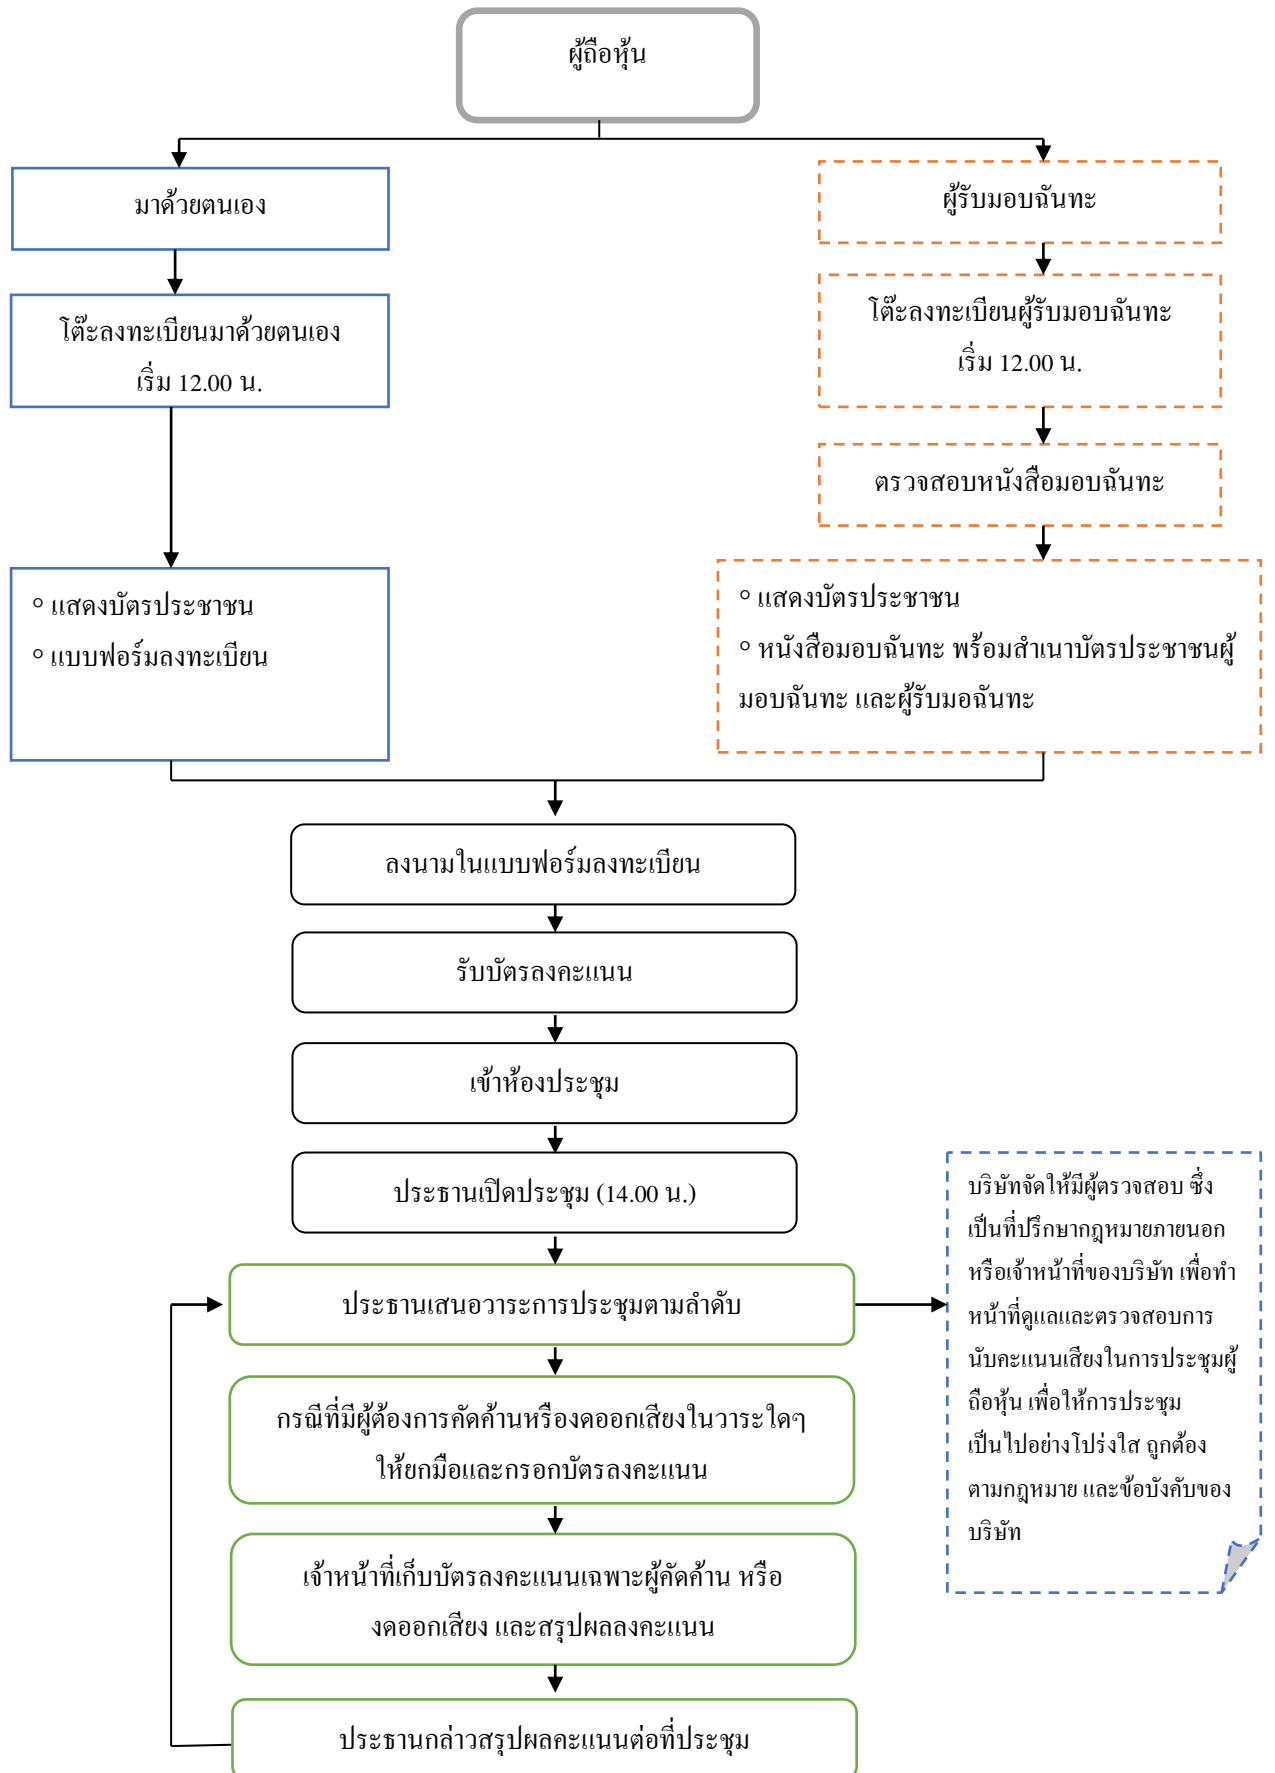 ผู้ถือหุ้น
มาด้วยตนเอง
ผู้รับมอบฉันทะ
โต๊ะลงทะเบียนมาด้วยตนเอง
เริ่ม 12.00 น.
โต๊ะลงทะเบียนผู้รับมอบฉันทะ
เริ่ม 12.00 น.
ตรวจสอบหนังสือมอบฉันทะ
° แสดงบัตรประชาชน
° แบบฟอร์มลงทะเบียน
° แสดงบัตรประชาชน
° หนังสือมอบฉันทะ พร้อมสำเนาบัตรประชาชนผู้
มอบฉันทะ และผู้รับมอฉันทะ
ลงนามในแบบฟอร์มลงทะเบียน
รับบัตรลงคะแนน
เข้าห้องประชุม
ประธานเปิดประชุม (14.00 น.)
ประธานเสนอวาระการประชุมตามลำดับ
กรณีที่มีผู้ต้องการคัดค้านหรืองดออกเสียงในวาระใดๆ
ให้ยกมือและกรอกบัตรลงคะแนน
เจ้าหน้าที่เก็บบัตรลงคะแนนเฉพาะผู้คัดค้าน หรือ
งดออกเสียง และสรุปผลลงคะแนน
ประธานกล่าวสรุปผลคะแนนต่อที่ประชุม
บริษัทจัดให้มีผู้ตรวจสอบ ซึ่ง
เป็นที่ปรึกษากฎหมายภายนอก
หรือเจ้าหน้าที่ของบริษัท เพื่อทำ
หน้าที่ดูแลและตรวจสอบการ
นับคะแนนเสียงในการประชุมผู้
ถือหุ้น เพื่อให้การประชุม
เป็นไปอย่างโปร่งใส ถูกต้อง
ตามกฎหมาย และข้อบังคับของ
บริษัท